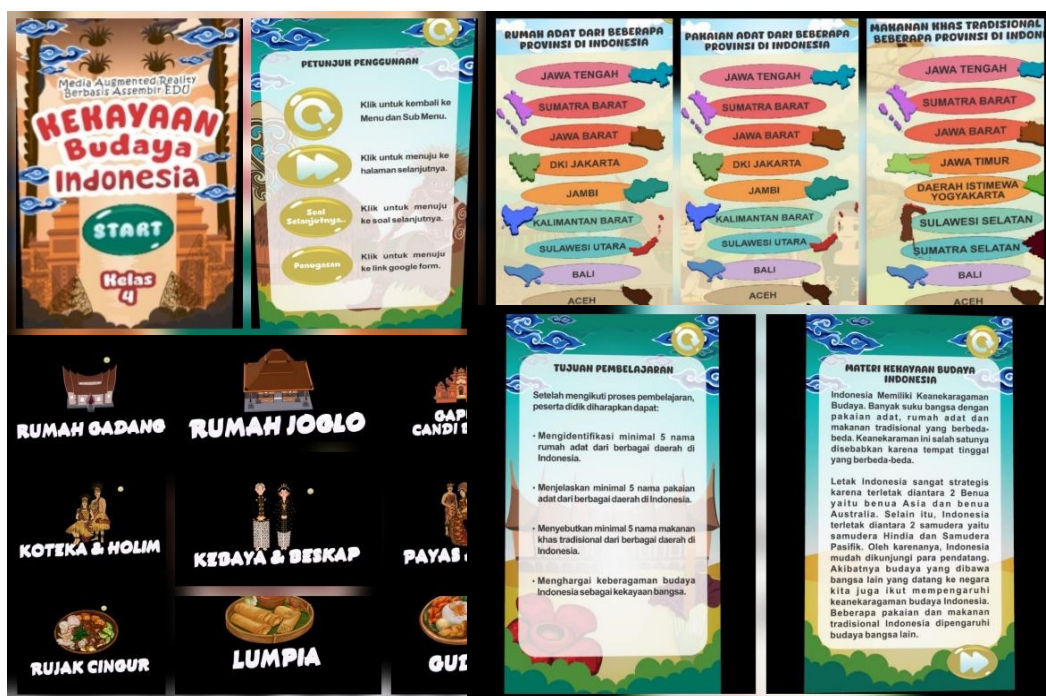 Media Augmented Reality
Berbasis Assemblr EDU
KEKAYAAN
Budaya
Indonesia
START
Kelas
4
PETUNJUK PENGGUNAAN
Klik untuk kembali ke
Menu dan Sub Menu.
Klik untuk menuju ke
halaman selanjutnya.
Soal
Selanjutnya..
Klik untuk menuju
ke soal selanjutnya.
Penugasan
Klik untuk menuju
ke link google form.
RUMAH ADAT DARI BEBERAPA
PROVINSI DI INDONESIA
JAWA TENGAH
SUMATRA BARAT
JAWA BARAT
DKI JAKARTA
JAMBI
KALIMANTAN BARAT
SULAWESI UTARA
BALI
ACEH
PAKAIAN ADAT DARI BEBERAPA
PROVINSI DI INDONESIA
JAWA TENGAH
SUMATRA BARAT
JAWA BARAT
DKI JAKARTA
JAMBI
KALIMANTAN BARAT
SULAWESI UTARA
BALI
ACEH
MAKANAN KHAS TRADISIONAL
BEBERAPA PROVINSI DI INDON
JAWA TENGAH
SUMATRA BARAT
JAWA BARAT
JAWA TIMUR
DAERAH ISTIMEWA
YOGYAKARTA
SULAWESI SELATAN
SUMATRA SELATAN
BALI
ACEH
RUMAH GADANG
RUMAH JOGLO
CANDI
KOTEKA & HOLIM
KEBAYA & BESKAP
PAYAS
RUJAK CINGUR
LUMPIA
TUJUAN PEMBELAJARAN
Setelah mengikuti proses pembelajaran,
peserta didik diharapkan dapat:
• Mengidentifikasi minimal 5 nama
rumah adat dari berbagai daerah di
Indonesia.
• Menjelaskan minimal 5 nama pakaian
adat dari berbagai daerah di Indonesia.
• Menyebutkan minimal 5 nama makanan
khas tradisional dari berbagai daerah di
Indonesia.
• Menghargai keberagaman budaya
Indonesia sebagai kekayaan bangsa.
MATERI KEKAYAAN BUDAYA
INDONESIA
Indonesia Memiliki Keanekaragaman
Budaya. Banyak suku bangsa dengan
pakaian adat, rumah adat dan
makanan tradisional yang berbeda-
beda. Keanekaraman ini salah satunya
disebabkan karena tempat tinggal
yang berbeda-beda.
Letak Indonesia sangat strategis
karena terletak diantara 2 Benua
yaitu benua Asia dan benua
Australia. Selain itu, Indonesia
terletak diantara 2 samudera yaitu
samudera Hindia dan Samudera
Pasifik. Oleh karenanya, Indonesia
mudah dikunjungi para pendatang.
Akibatnya budaya yang dibawa
bangsa lain yang datang ke negara
kita juga ikut mempengaruhi
keanekaragaman budaya Indonesia.
Beberapa pakaian dan makanan
tradisional Indonesia dipengaruhi
budaya bangsa lain.